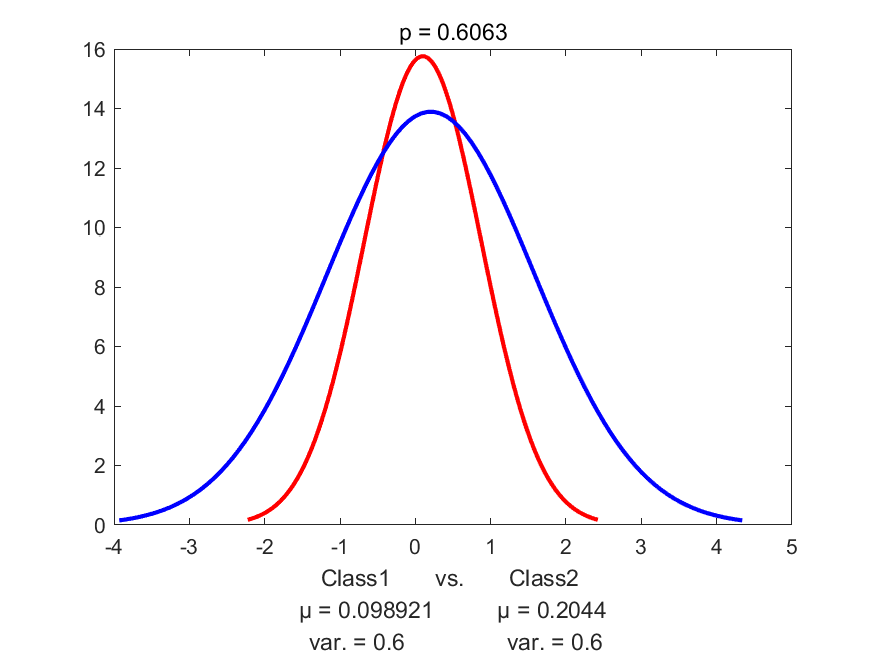 p = 0.6063
16
14
12
10
8
6
4
2
0
-4 -3 -2 -1 0 1 2 3 4 5
Class1 vs. Class2
μ = 0.098921 μ = 0.2044
var. = 0.6 var. = 0.6